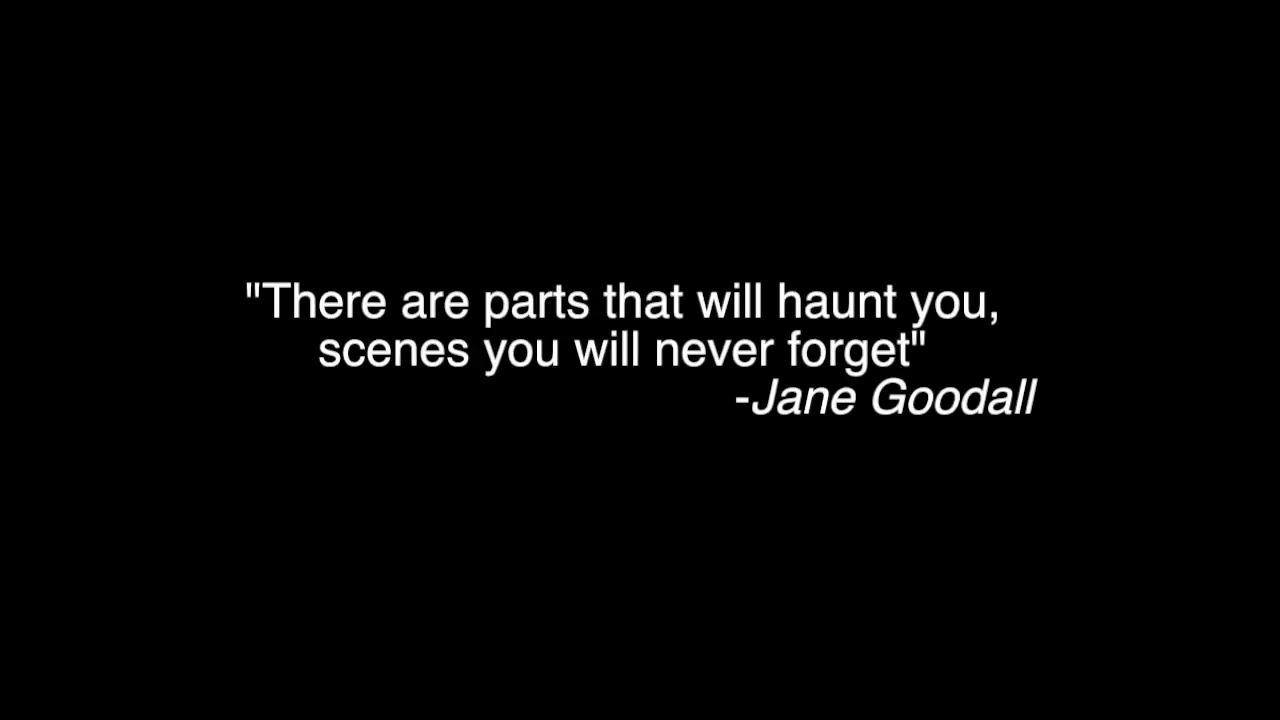 "There are parts that will haunt you,
scenes you will never forget"
-Jane Goodall